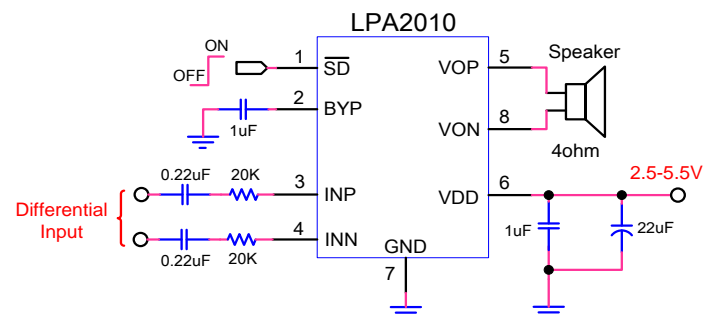 LPA2010
ON
OFF
1
SD
2
BYP
1uF
0.22uF
20K
3
INP
Differential
Input
4
INN
0.22uF
20K
GND
7
5
VOP
Speaker
8
VON
4ohm
6
VDD
2.5-5.5V
1uF
22uF